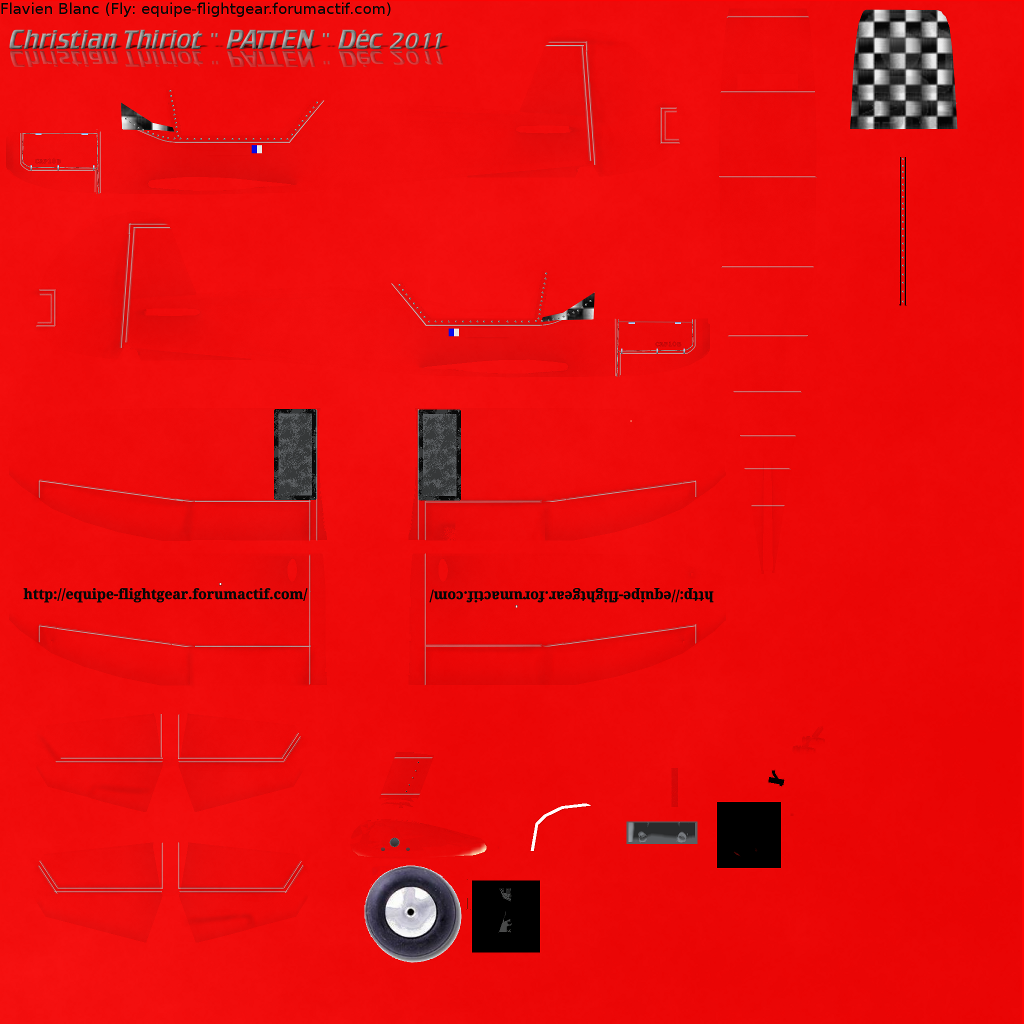 Flavien Blanc (Fly: equipe-flightgear.forumactif.com)
Christian Thiriot " PATTEN " Déc 2011
http://equipe-flightgear.forumactif.com/
http://equipe-flightgear.forumactif.com/